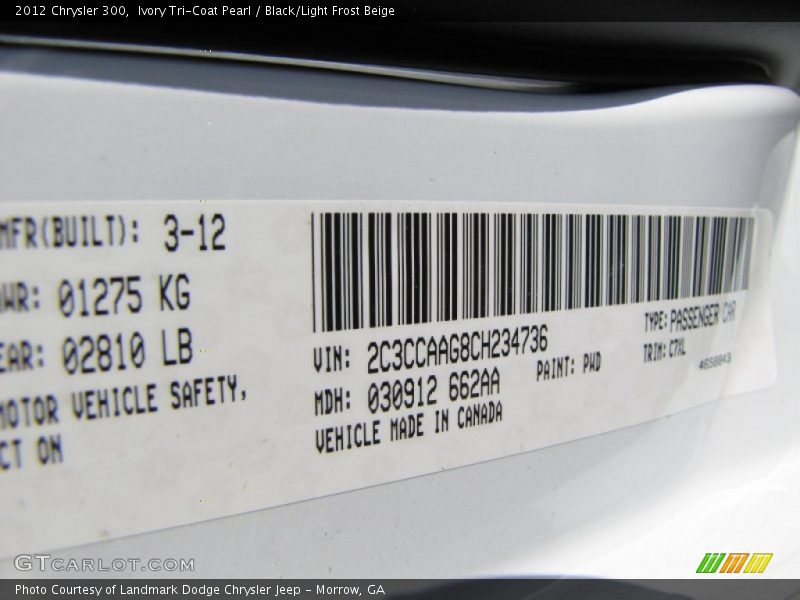 2012 Chrysler 300,  Ivory Tri-Coat Pearl / Black/Light Frost Beige
MFR(BUILT): 3-12
WR: 01275 KG
EAR: 02810 LB
MOTOR VEHICLE SAFETY,
CT ON
VIN: 2C3CCAAG8CH234736
TYPE: PASSENGER CAR
MDH: 030912 662AA
PAINT: PWD
TRIM: C7XL
VEHICLE MADE IN CANADA
GTCARLOT.COM
Photo Courtesy of Landmark Dodge Chrysler Jeep - Morrow, GA